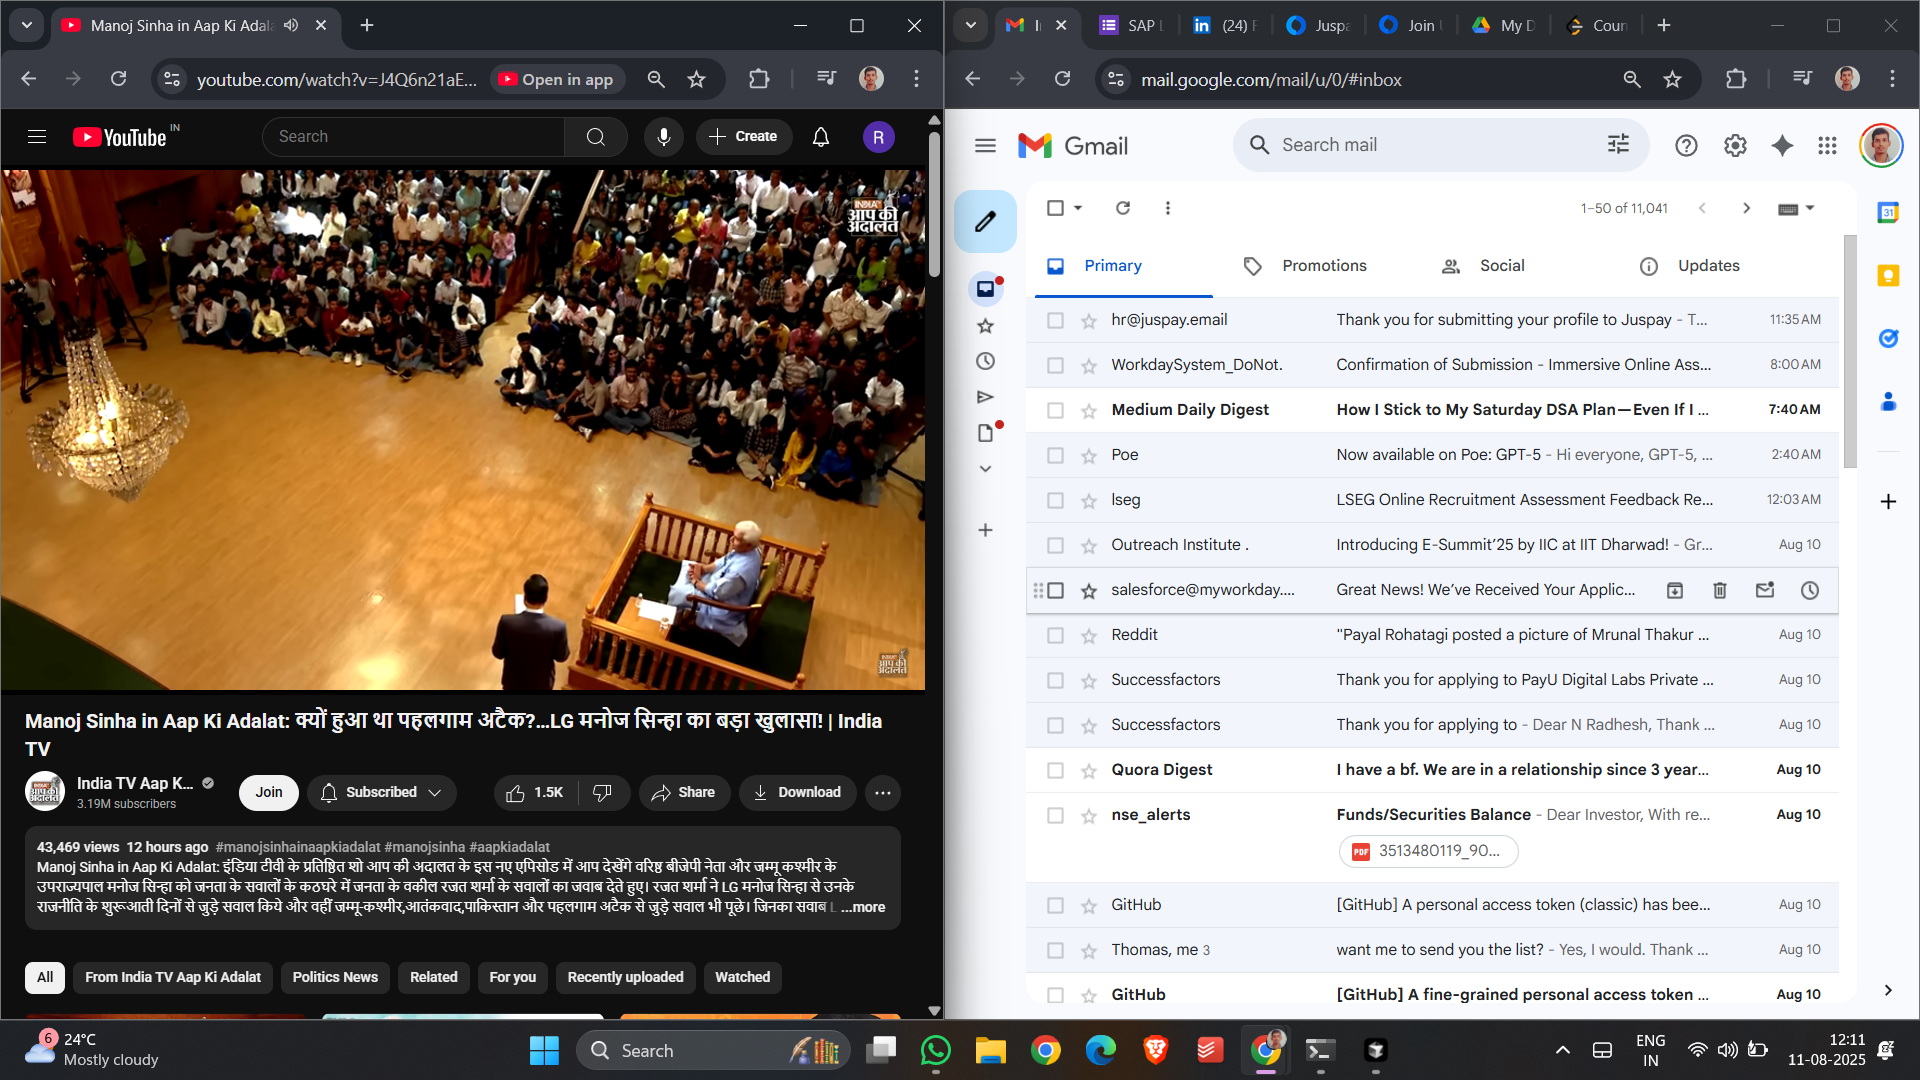 Manoj Sinha in Aap Ki Adala
youtube.com/watch?v=J4Q6n21aE...
Open in app
YouTube IN
Search
Create
R
INDIA TV
आप की
अदालत
आप की
अदालत
Manoj Sinha in Aap Ki Adalat: क्यों हुआ था पहलगाम अटैक?...LG मनोज सिन्हा का बड़ा खुलासा! | India
TV
India TV Aap K...
3.19M subscribers
Join
Subscribed
1.5K
Share
Download
43,469 views 12 hours ago #manojsinhainaapkiadalat #manojsinha #aapkiadalat
Manoj Sinha in Aap Ki Adalat: इंडिया टीवी के प्रतिष्ठित शो आप की अदालत के इस नए एपिसोड में आप देखेंगे वरिष्ठ बीजेपी नेता और जम्मू कश्मीर के
उपराज्यपाल मनोज सिन्हा को जनता के सवालों के कठघरे में जनता के वकील रजत शर्मा के सवालों का जवाब देते हुए। रजत शर्मा ने LG मनोज सिन्हा से उनके
राजनीति के शुरूआती दिनों से जुड़े सवाल किये और वहीं जम्मू-कश्मीर,आतंकवाद,पाकिस्तान और पहलगाम अटैक से जुड़े सवाल भी पूछे। जिनका सवाब L ...more
All
From India TV Aap Ki Adalat
Politics News
Related
For you
Recently uploaded
Watched
In
SAP L
(24) F
Juspa
Join
My D
Coun
mail.google.com/mail/u/0/#inbox
Gmail
Search mail
1–50 of 11,041
Primary
Promotions
Social
Updates
hr@juspay.email Thank you for submitting your profile to Juspay - T... 11:35 AM
WorkdaySystem_DoNot. Confirmation of Submission - Immersive Online Ass... 8:00 AM
Medium Daily Digest How I Stick to My Saturday DSA Plan—Even If I ... 7:40 AM
Poe Now available on Poe: GPT-5 - Hi everyone, GPT-5, ... 2:40 AM
lseg LSEG Online Recruitment Assessment Feedback Re... 12:03 AM
Outreach Institute . Introducing E-Summit’25 by IIC at IIT Dharwad! - Gr... Aug 10
salesforce@myworkday.... Great News! We’ve Received Your Applic...
Reddit "Payal Rohatagi posted a picture of Mrunal Thakur ... Aug 10
Successfactors Thank you for applying to PayU Digital Labs Private ... Aug 10
Successfactors Thank you for applying to - Dear N Radhesh, Thank ... Aug 10
Quora Digest I have a bf. We are in a relationship since 3 year... Aug 10
nse_alerts Funds/Securities Balance - Dear Investor, With re... Aug 10
PDF 3513480119_90...
GitHub [GitHub] A personal access token (classic) has bee... Aug 10
Thomas, me 3 want me to send you the list? - Yes, I would. Thank ... Aug 10
GitHub [GitHub] A fine-grained personal access token ... Aug 10
31
6
24°C
Mostly cloudy
Search
ENG
IN
12:11
11-08-2025